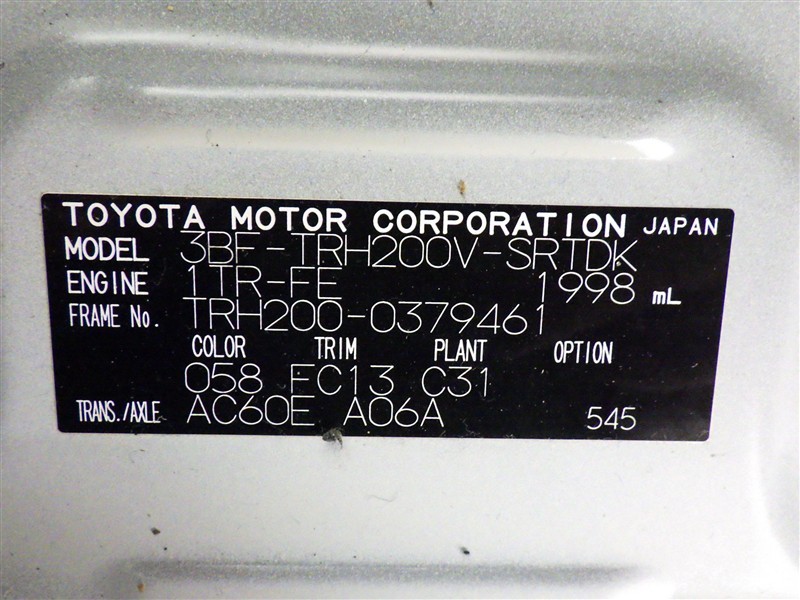 TOYOTA MOTOR CORPORATION JAPAN
MODEL 3BF-TRH200V-SRTDK
ENGINE 1TR-FE 1998 mL
FRAME No. TRH200-0379461
COLOR TRIM PLANT OPTION
058 FC13 C31
TRANS./AXLE AC60E A06A 545